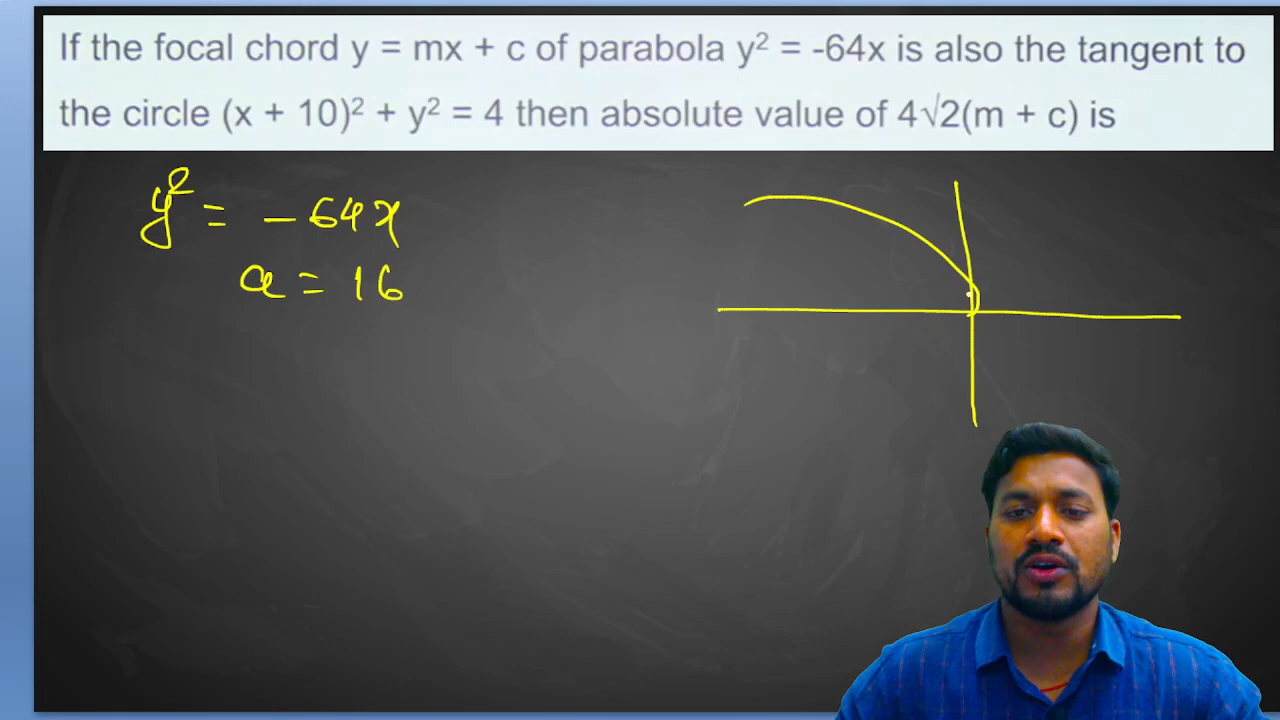 If the focal chord y = mx + c of parabola y² = -64x is also the tangent to
the circle (x + 10)² + y² = 4 then absolute value of 4√2(m + c) is
y² = -64x
a = 16